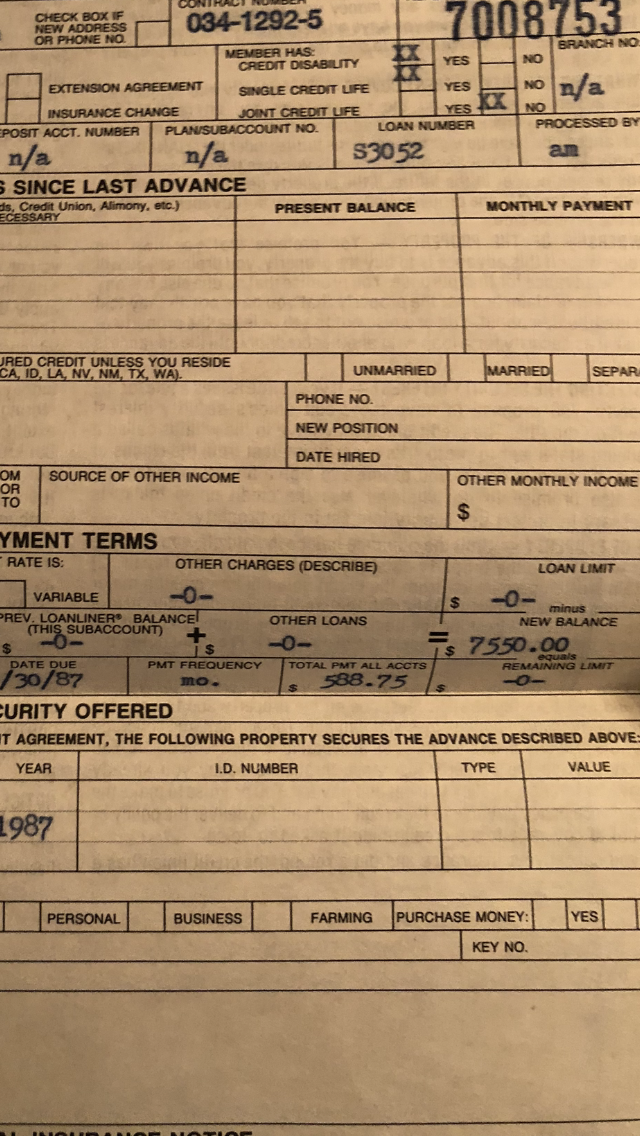 CONTRACT NUMBER
CHECK BOX IF
NEW ADDRESS
OR PHONE NO.
034-1292-5
7008753
MEMBER HAS:
CREDIT DISABILITY XX YES NO
SINGLE CREDIT LIFE XX YES NO
JOINT CREDIT LIFE YES XX NO
BRANCH NO.
n/a
EXTENSION AGREEMENT
INSURANCE CHANGE
POSIT ACCT. NUMBER PLAN/SUBACCOUNT NO. LOAN NUMBER PROCESSED BY
n/a n/a S3052 am
S SINCE LAST ADVANCE
ds, Credit Union, Alimony, etc.) PRESENT BALANCE MONTHLY PAYMENT
ECESSARY
URED CREDIT UNLESS YOU RESIDE
CA, ID, LA, NV, NM, TX, WA).
UNMARRIED MARRIED SEPAR
PHONE NO.
NEW POSITION
DATE HIRED
OM
OR
TO
SOURCE OF OTHER INCOME OTHER MONTHLY INCOME
$
YMENT TERMS
RATE IS: OTHER CHARGES (DESCRIBE) LOAN LIMIT
VARIABLE -0- $ -0- minus
PREV. LOANLINER® BALANCE OTHER LOANS NEW BALANCE
(THIS SUBACCOUNT)
$ -0- + $ -0- = $ 7550.00
equals
DATE DUE PMT FREQUENCY TOTAL PMT ALL ACCTS REMAINING LIMIT
/30/87 mo. $ 588.75 $ -0-
CURITY OFFERED
T AGREEMENT, THE FOLLOWING PROPERTY SECURES THE ADVANCE DESCRIBED ABOVE:
YEAR I.D. NUMBER TYPE VALUE
1987
PERSONAL BUSINESS FARMING PURCHASE MONEY: YES
KEY NO.
INSURANCE NOTICE